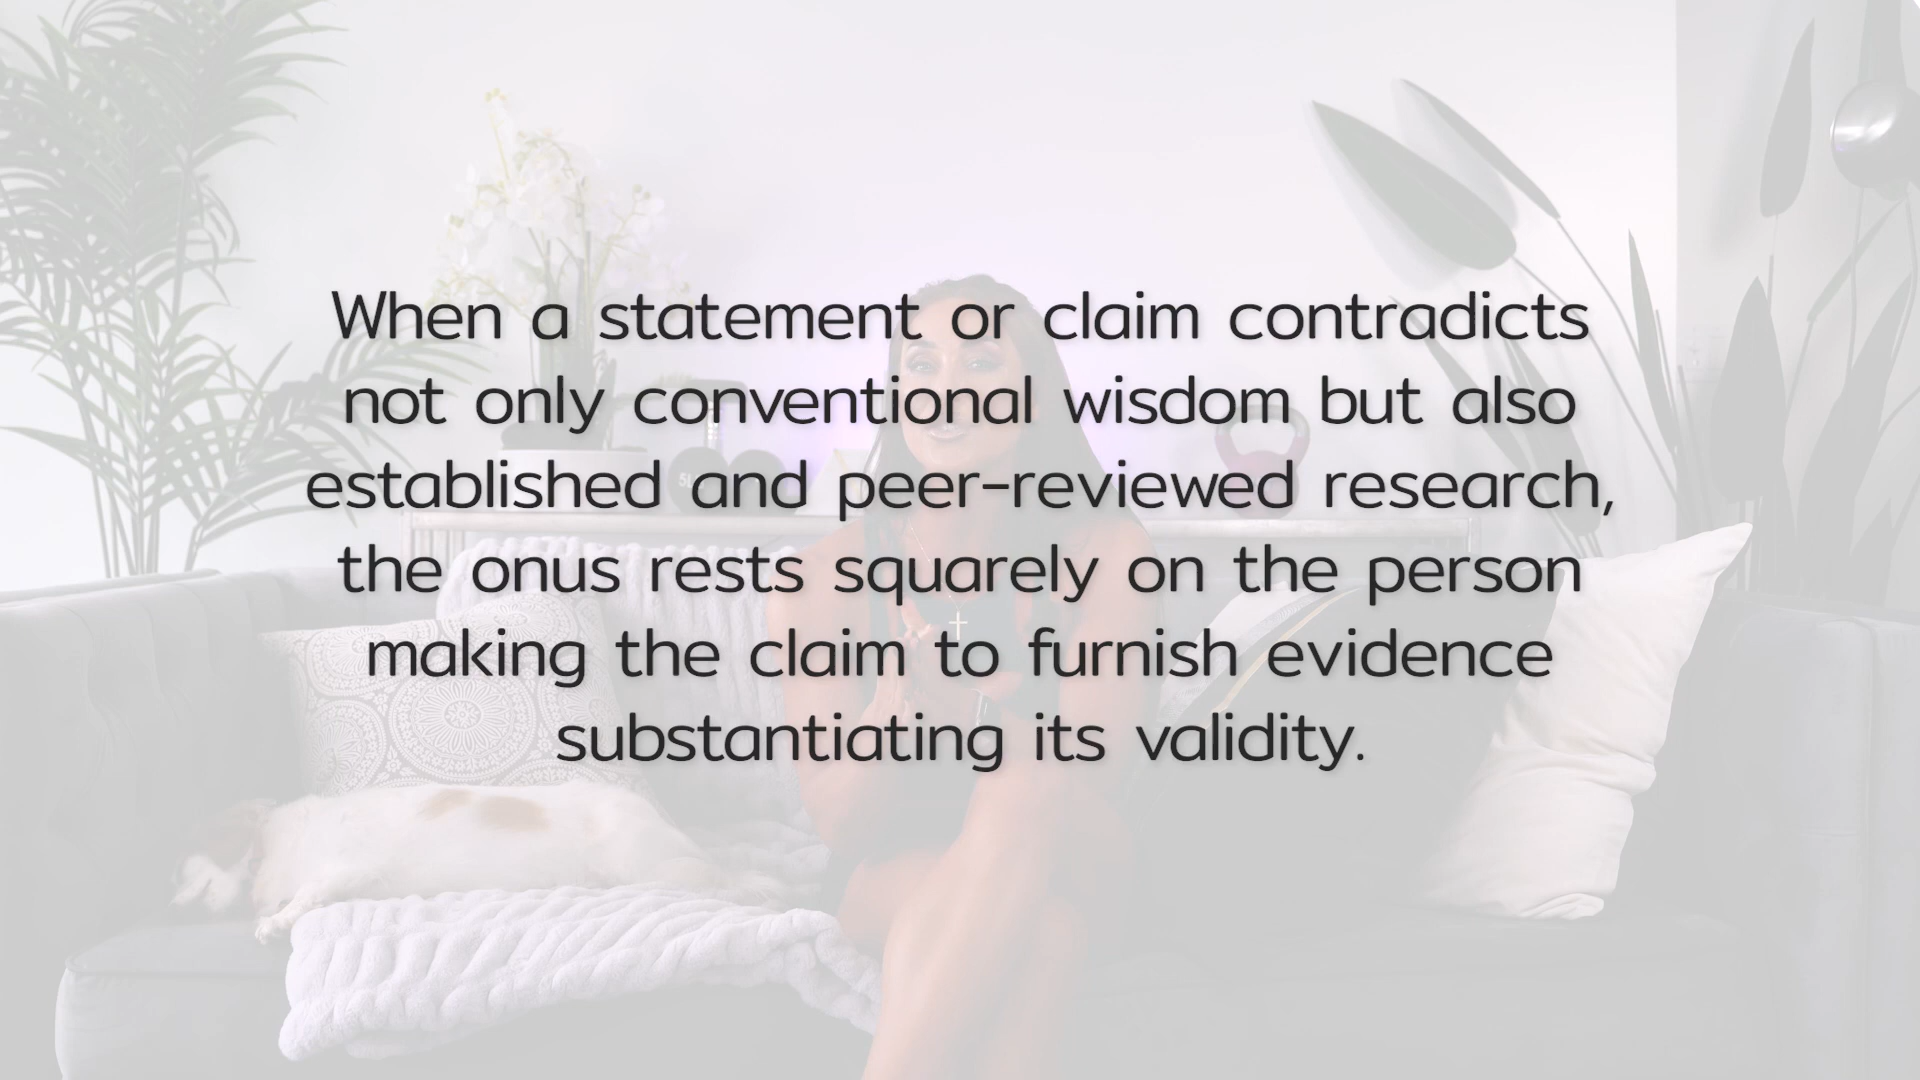 When a statement or claim contradicts
not only conventional wisdom but also
established and peer-reviewed research,
the onus rests squarely on the person
making the claim to furnish evidence
substantiating its validity.